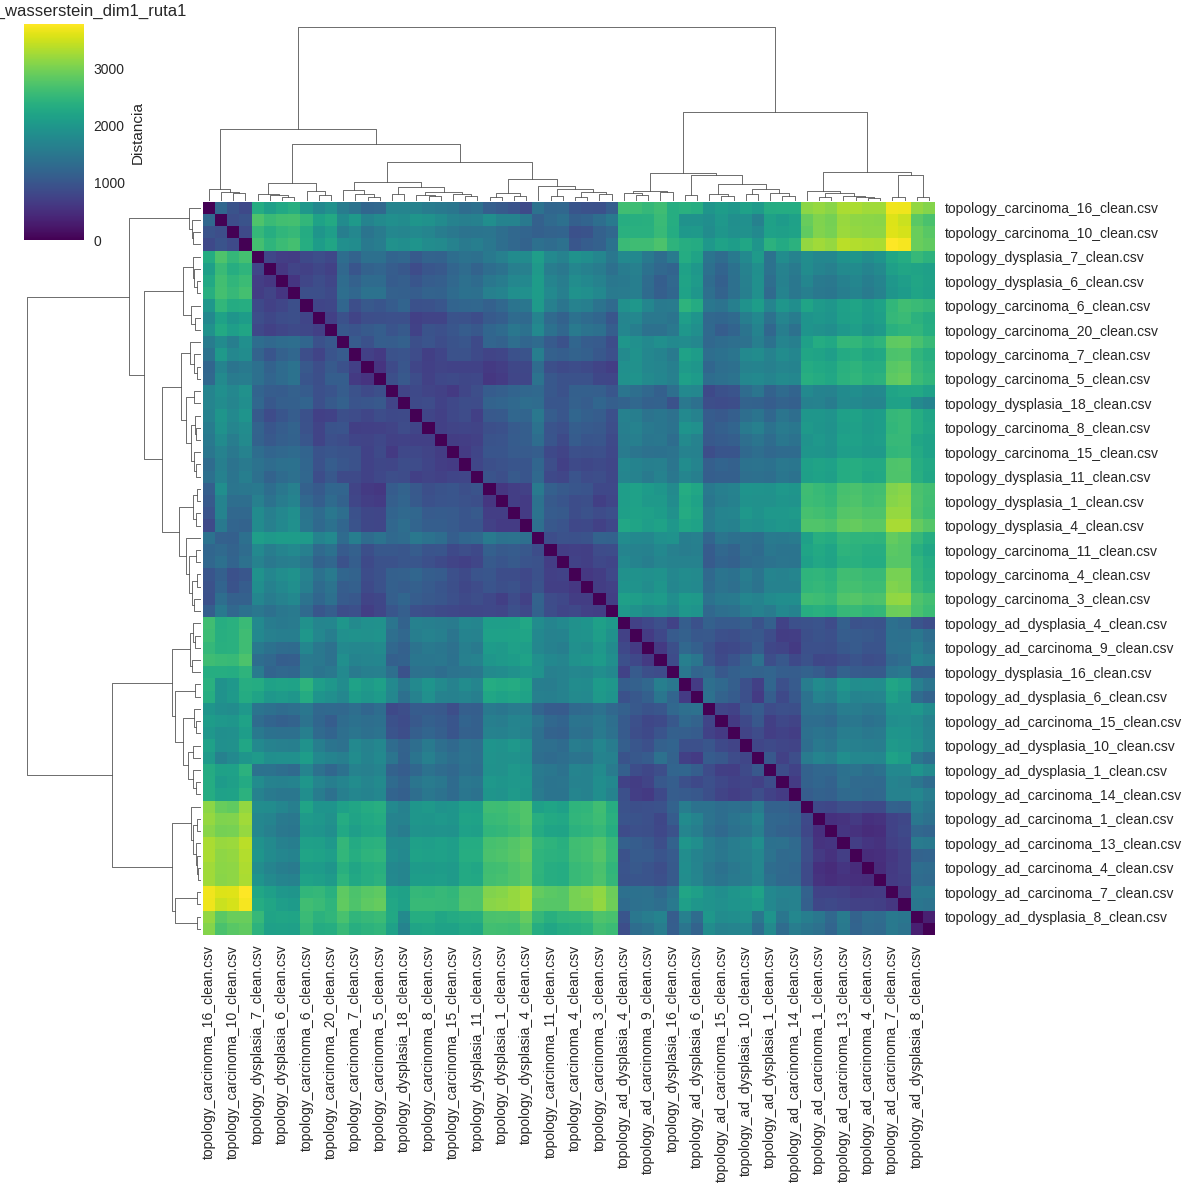 _wasserstein_dim1_ruta1
3000
2000
1000
0
Distancia
topology_carcinoma_16_clean.csv
topology_carcinoma_10_clean.csv
topology_dysplasia_7_clean.csv
topology_dysplasia_6_clean.csv
topology_carcinoma_6_clean.csv
topology_carcinoma_20_clean.csv
topology_carcinoma_7_clean.csv
topology_carcinoma_5_clean.csv
topology_dysplasia_18_clean.csv
topology_carcinoma_8_clean.csv
topology_carcinoma_15_clean.csv
topology_dysplasia_11_clean.csv
topology_dysplasia_1_clean.csv
topology_dysplasia_4_clean.csv
topology_carcinoma_11_clean.csv
topology_carcinoma_4_clean.csv
topology_carcinoma_3_clean.csv
topology_ad_dysplasia_4_clean.csv
topology_ad_carcinoma_9_clean.csv
topology_dysplasia_16_clean.csv
topology_ad_dysplasia_6_clean.csv
topology_ad_carcinoma_15_clean.csv
topology_ad_dysplasia_10_clean.csv
topology_ad_dysplasia_1_clean.csv
topology_ad_carcinoma_14_clean.csv
topology_ad_carcinoma_1_clean.csv
topology_ad_carcinoma_13_clean.csv
topology_ad_carcinoma_4_clean.csv
topology_ad_carcinoma_7_clean.csv
topology_ad_dysplasia_8_clean.csv
topology_carcinoma_16_clean.csv
topology_carcinoma_10_clean.csv
topology_dysplasia_7_clean.csv
topology_dysplasia_6_clean.csv
topology_carcinoma_6_clean.csv
topology_carcinoma_20_clean.csv
topology_carcinoma_7_clean.csv
topology_carcinoma_5_clean.csv
topology_dysplasia_18_clean.csv
topology_carcinoma_8_clean.csv
topology_carcinoma_15_clean.csv
topology_dysplasia_11_clean.csv
topology_dysplasia_1_clean.csv
topology_dysplasia_4_clean.csv
topology_carcinoma_11_clean.csv
topology_carcinoma_4_clean.csv
topology_carcinoma_3_clean.csv
topology_ad_dysplasia_4_clean.csv
topology_ad_carcinoma_9_clean.csv
topology_dysplasia_16_clean.csv
topology_ad_dysplasia_6_clean.csv
topology_ad_carcinoma_15_clean.csv
topology_ad_dysplasia_10_clean.csv
topology_ad_dysplasia_1_clean.csv
topology_ad_carcinoma_14_clean.csv
topology_ad_carcinoma_1_clean.csv
topology_ad_carcinoma_13_clean.csv
topology_ad_carcinoma_4_clean.csv
topology_ad_carcinoma_7_clean.csv
topology_ad_dysplasia_8_clean.csv